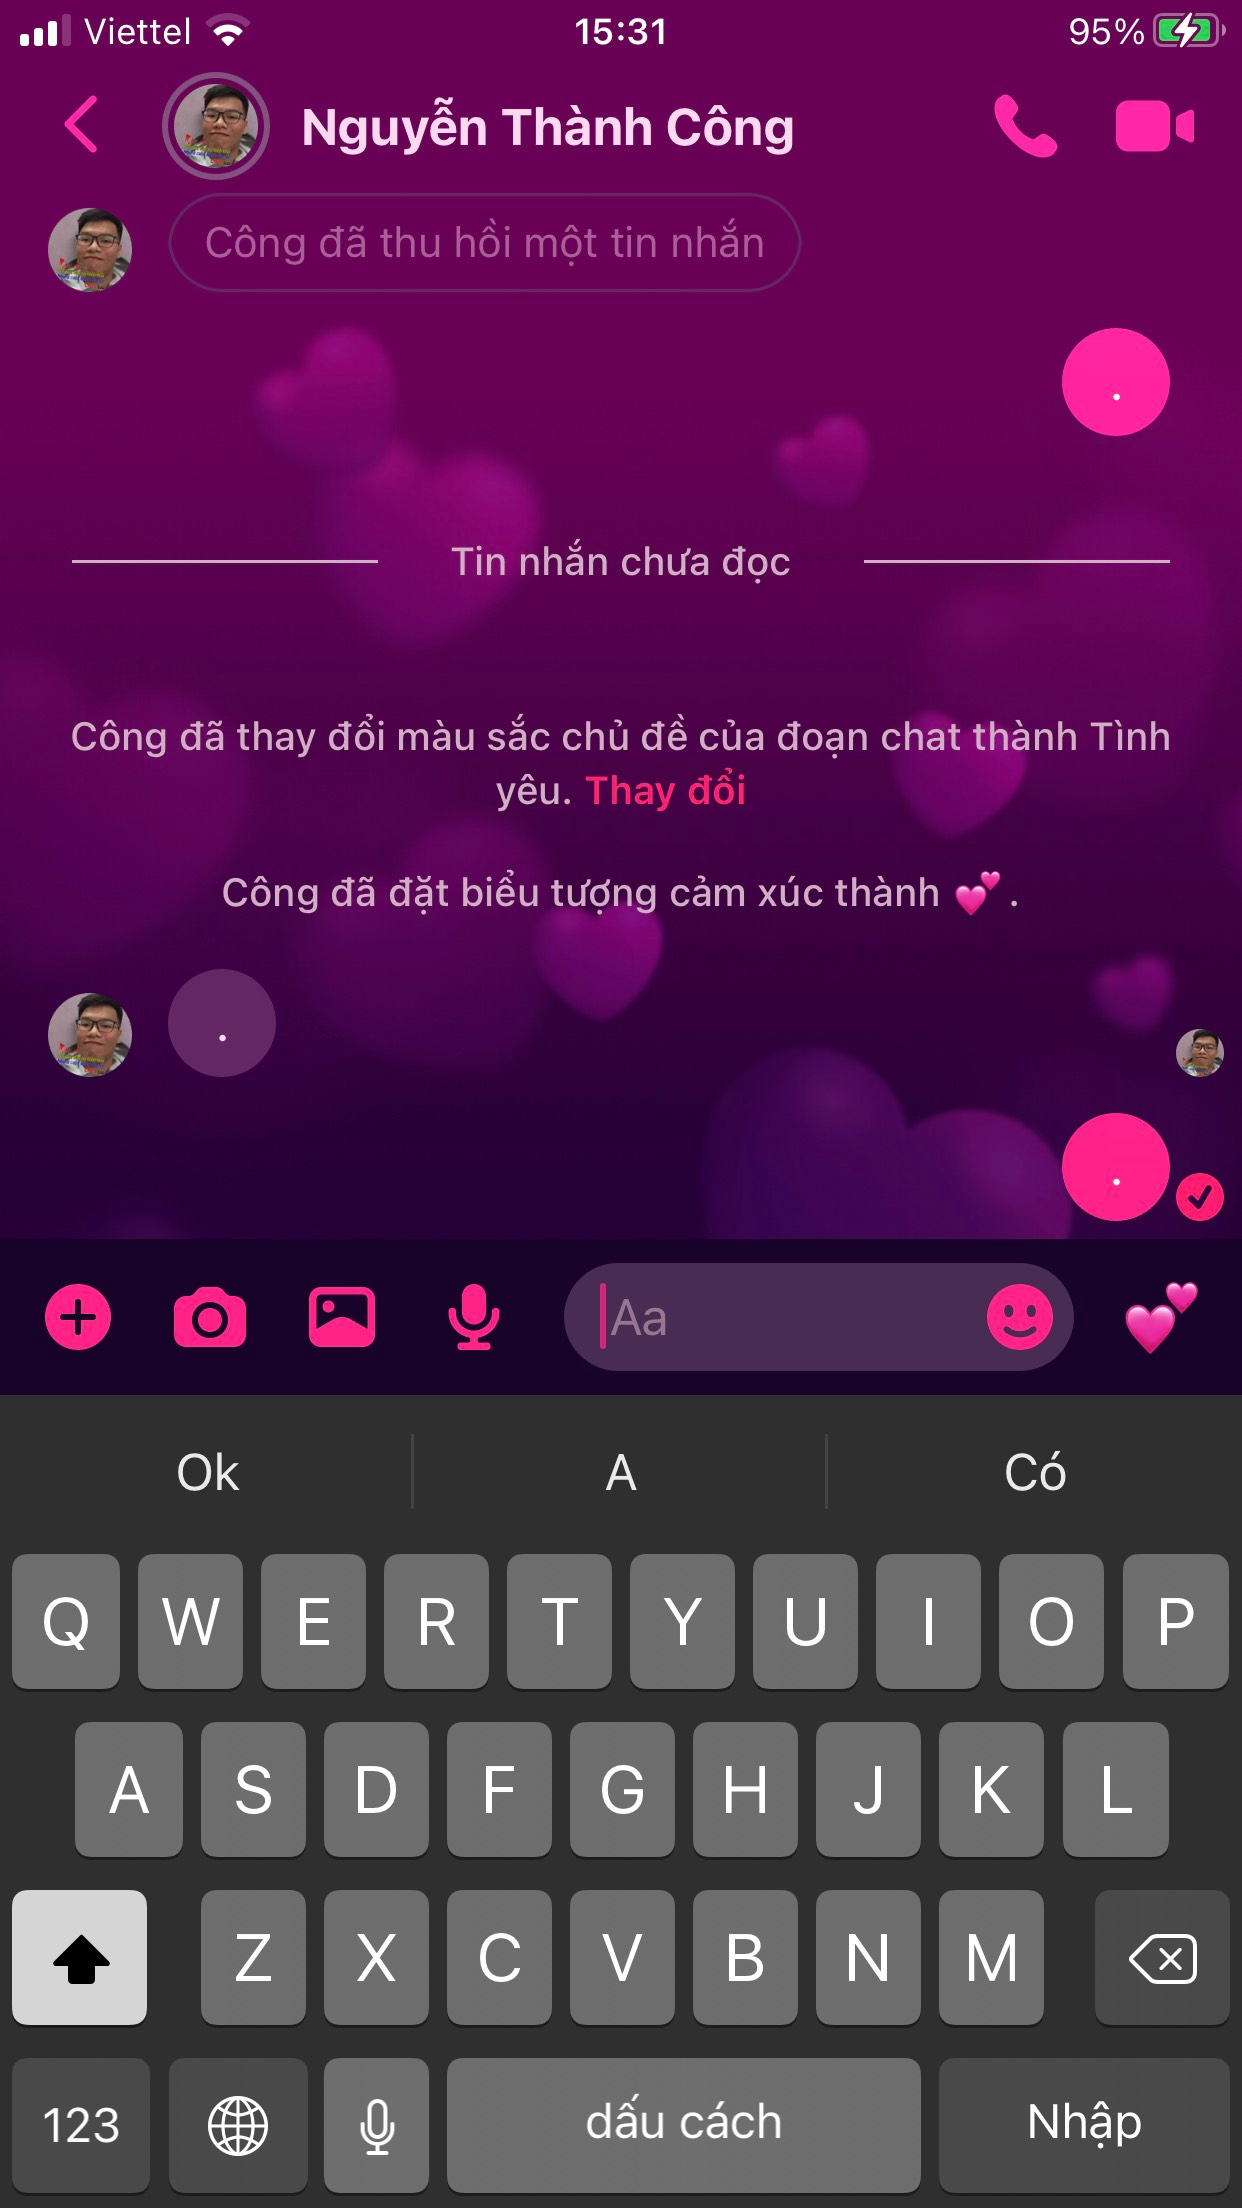 Viettel 15:31 95%
Nguyễn Thành Công
Công đã thu hồi một tin nhắn
.
Tin nhắn chưa đọc
Công đã thay đổi màu sắc chủ đề của đoạn chat thành Tình
yêu. Thay đổi
Công đã đặt biểu tượng cảm xúc thành 💕 .
.
.
Aa
Ok A Có
Q W E R T Y U I O P
A S D F G H J K L
Z X C V B N M
123 dấu cách Nhập